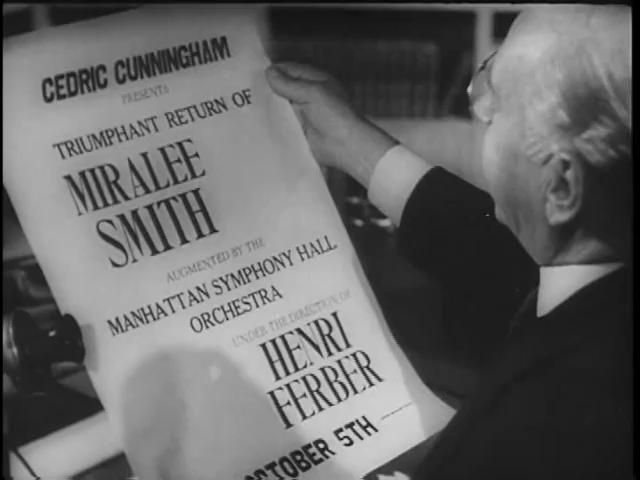 CEDRIC CUNNINGHAM
PRESENTS
TRIUMPHANT RETURN OF
MIRALEE
SMITH
AUGMENTED BY THE
MANHATTAN SYMPHONY HALL
ORCHESTRA
UNDER THE DIRECTION OF
HENRI
FERBER
OCTOBER 5TH